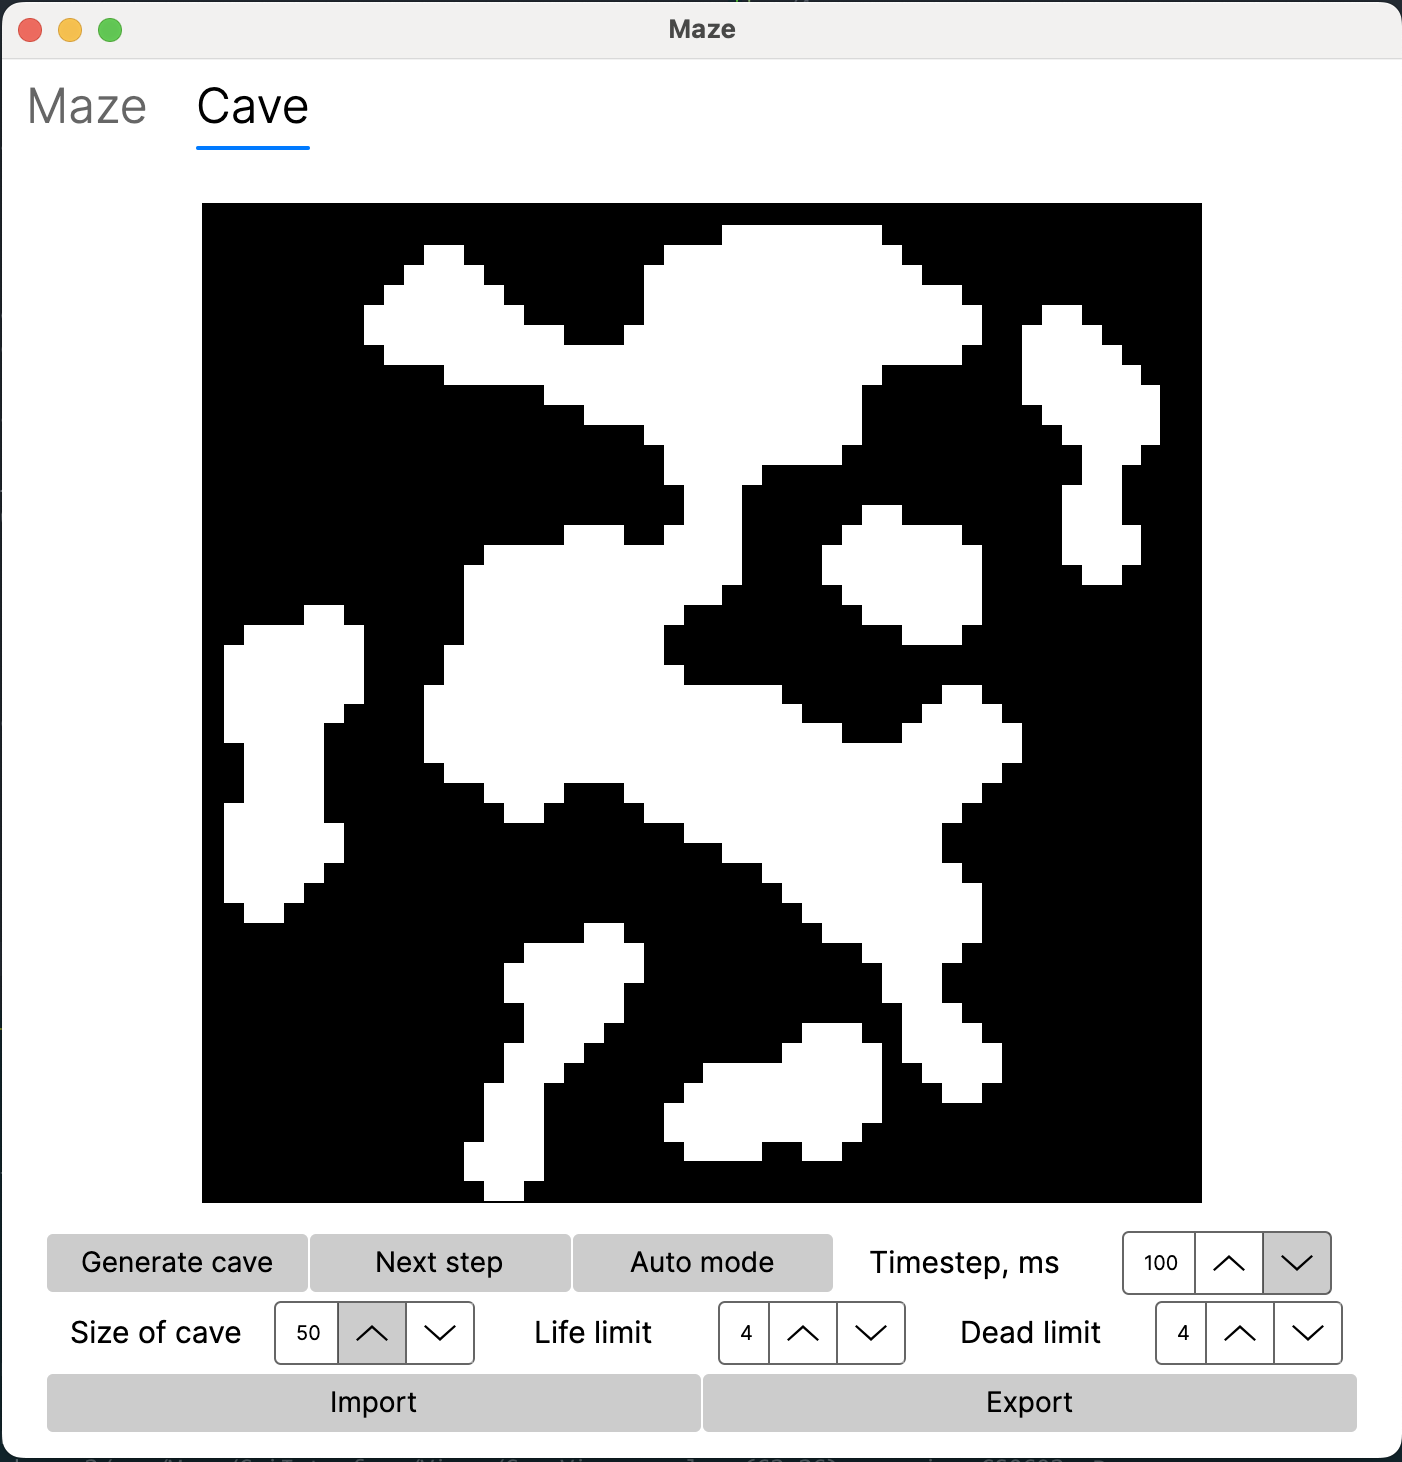 Maze
Maze Cave
Generate cave Next step Auto mode Timestep, ms 100
Size of cave 50 Life limit 4 Dead limit 4
Import Export